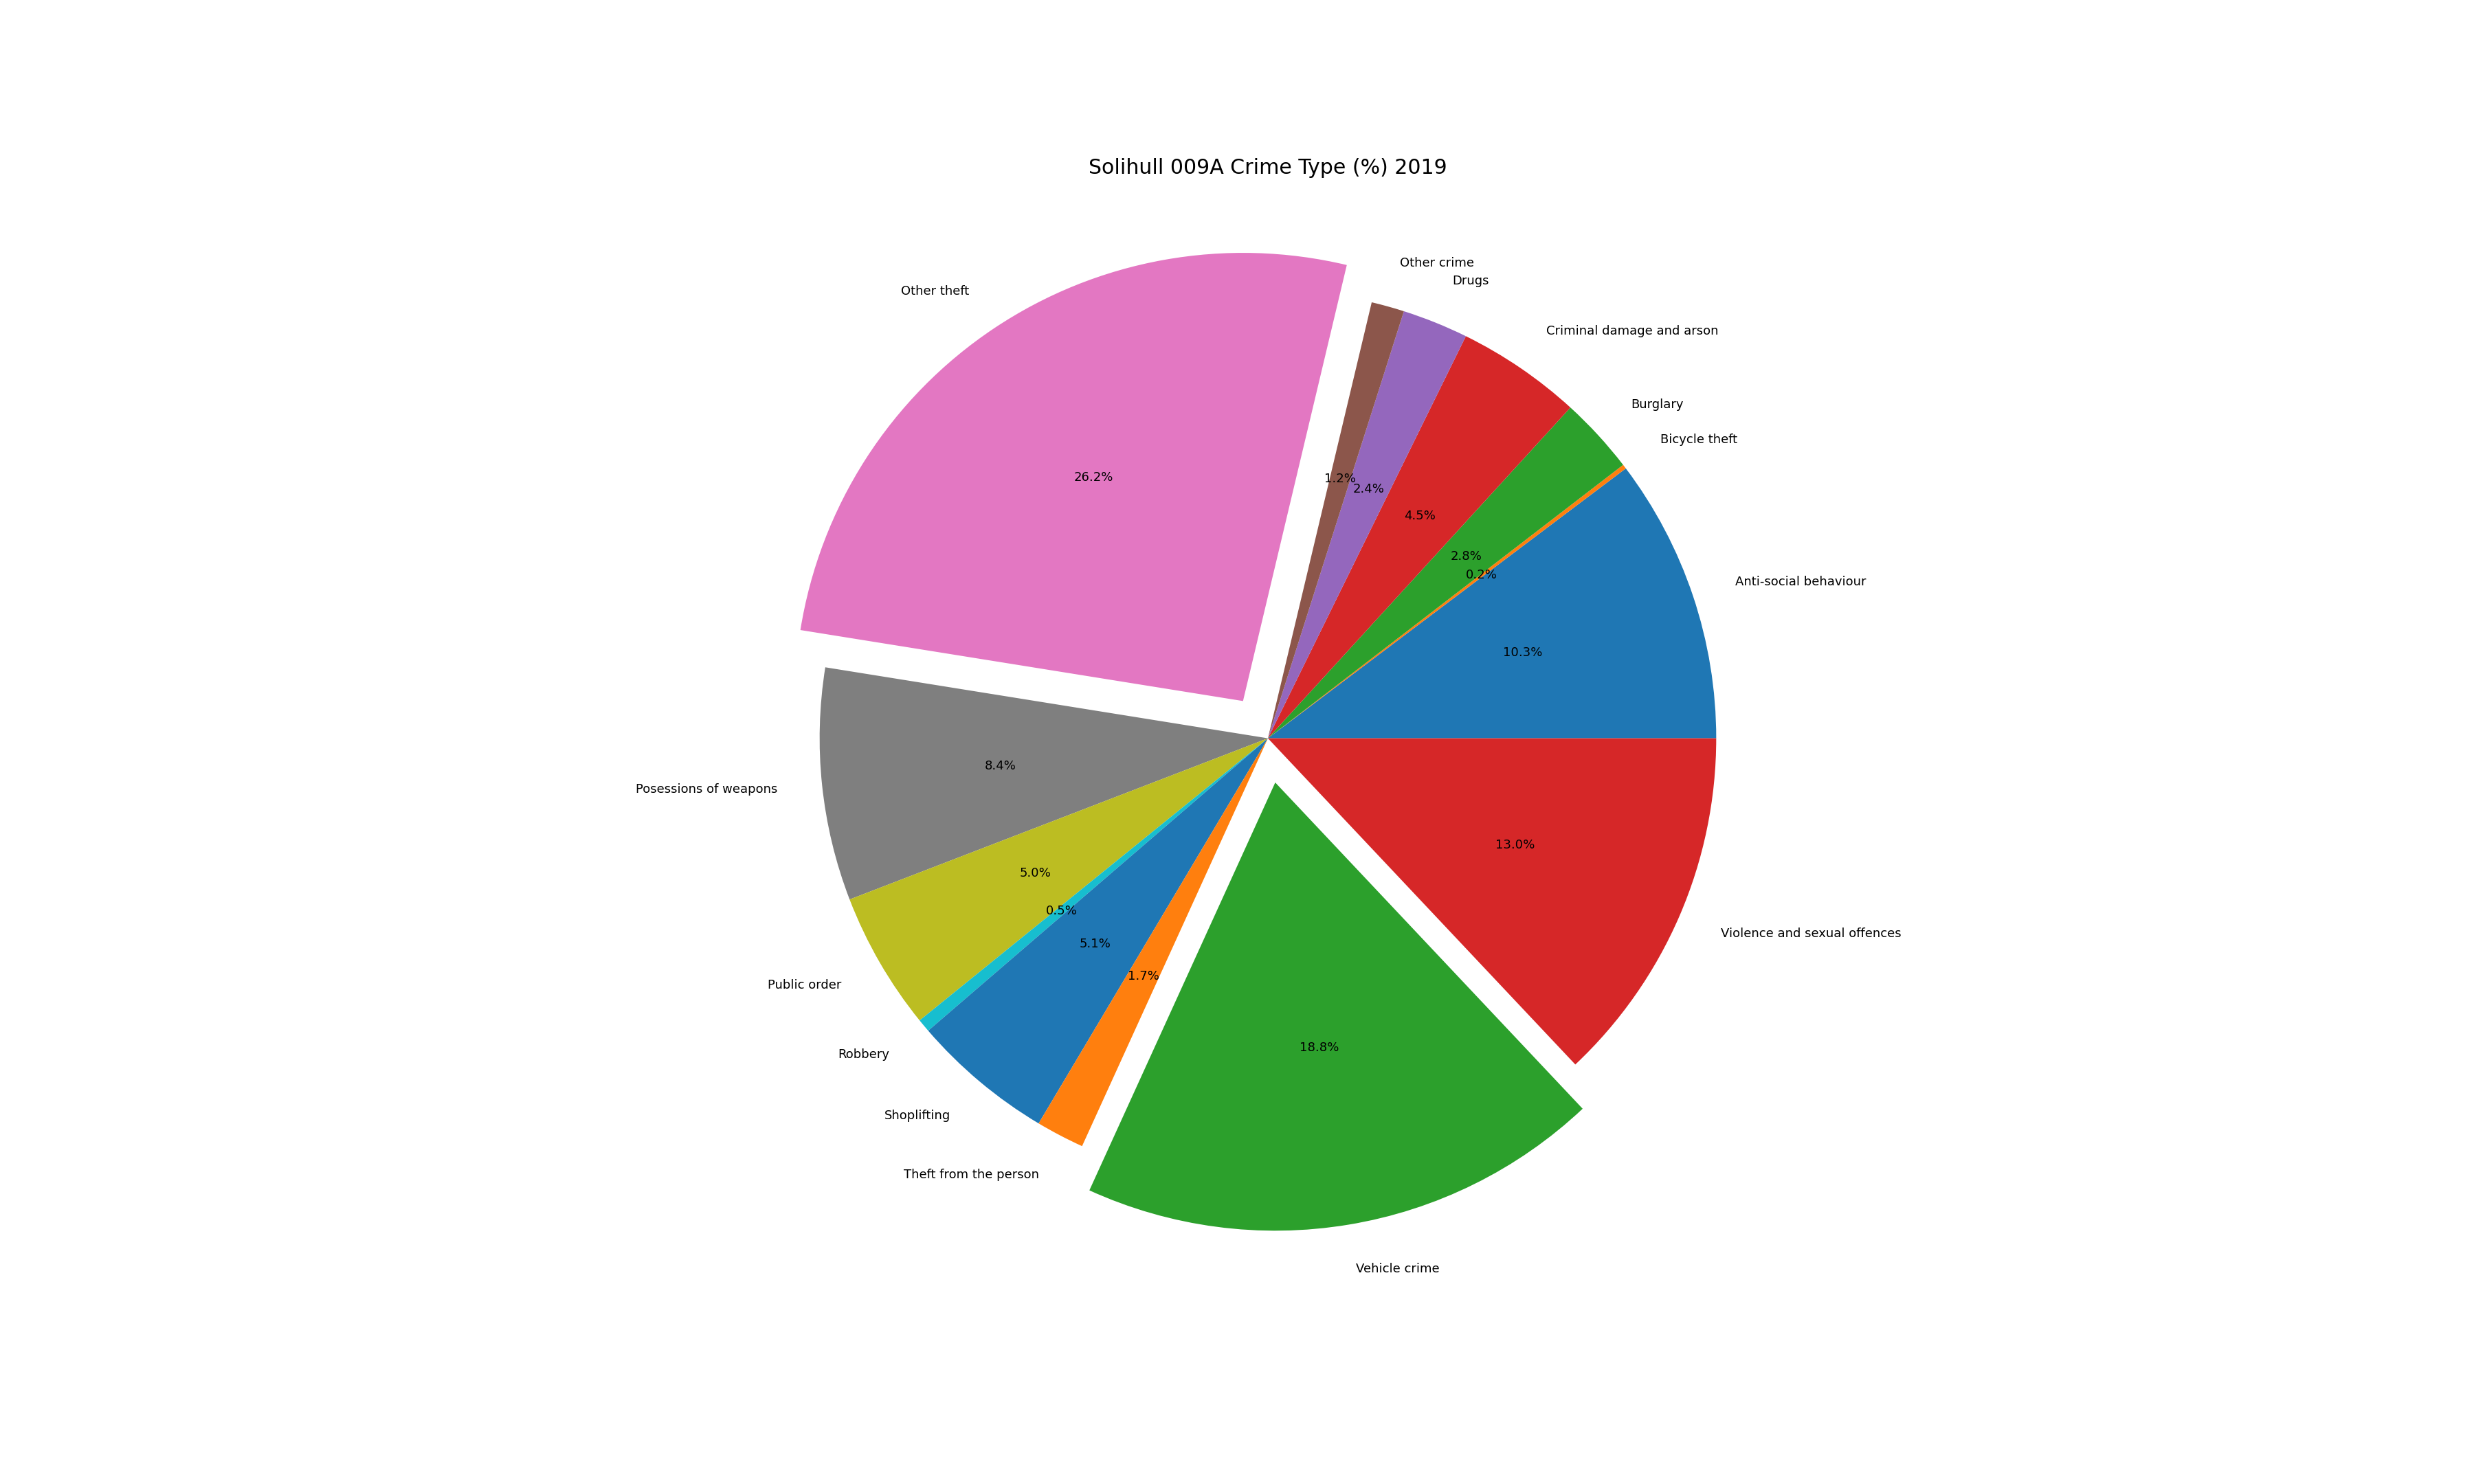 Solihull 009A Crime Type (%) 2019
Other crime
Drugs
Other theft
Criminal damage and arson
Burglary
Bicycle theft
26.2%
1.2%
2.4%
4.5%
2.8%
0.2%
Anti-social behaviour
10.3%
8.4%
Posessions of weapons
13.0%
5.0%
0.5%
Violence and sexual offences
5.1%
1.7%
Public order
18.8%
Robbery
Shoplifting
Theft from the person
Vehicle crime